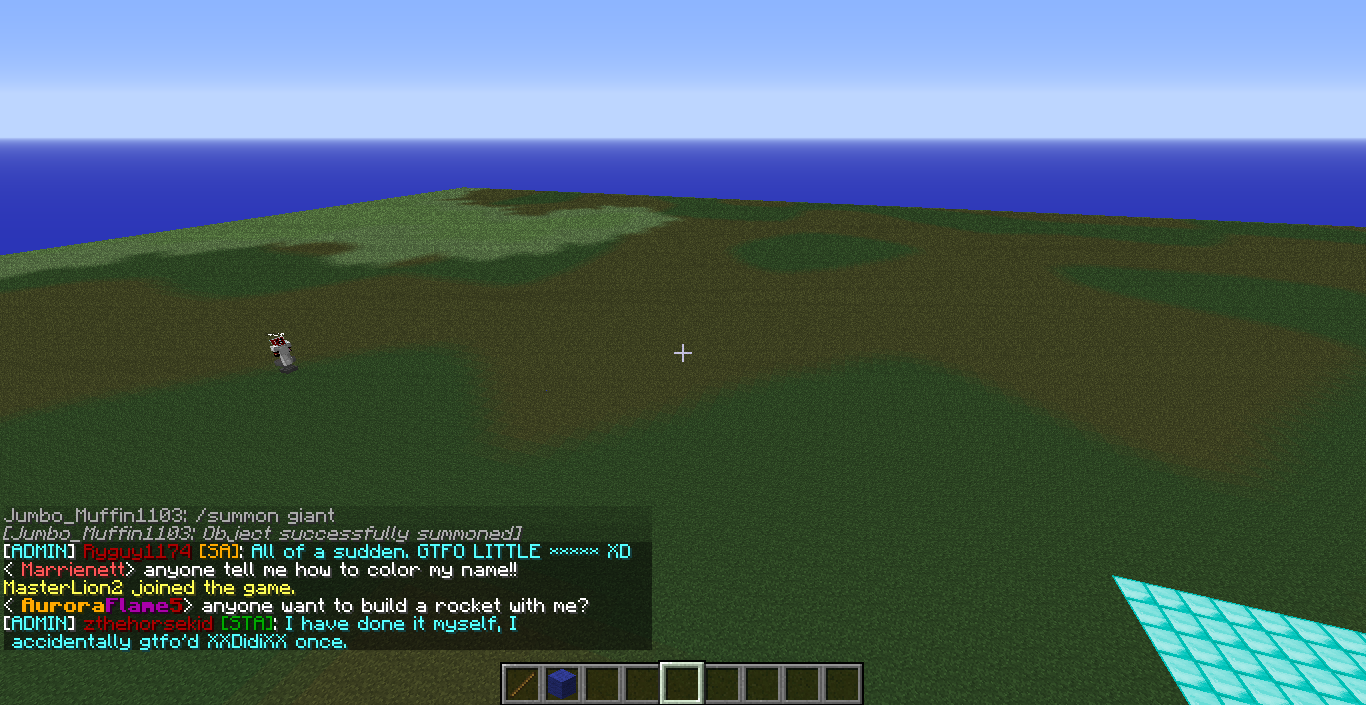 Jumbo_Muffin1103: /summon giant
[Jumbo_Muffin1103: Object successfully summoned]
[ADMIN] Ryguy1174 [SA]: All of a sudden. GTFO LITTLE ××××× XD
< Marrienett> anyone tell me how to color my name!!
MasterLion2 joined the game.
< AuroraFlame5> anyone want to build a rocket with me?
[ADMIN] zthehorsekid [STA]: I have done it myself, I
accidentally gtfo'd XXDidiXX once.